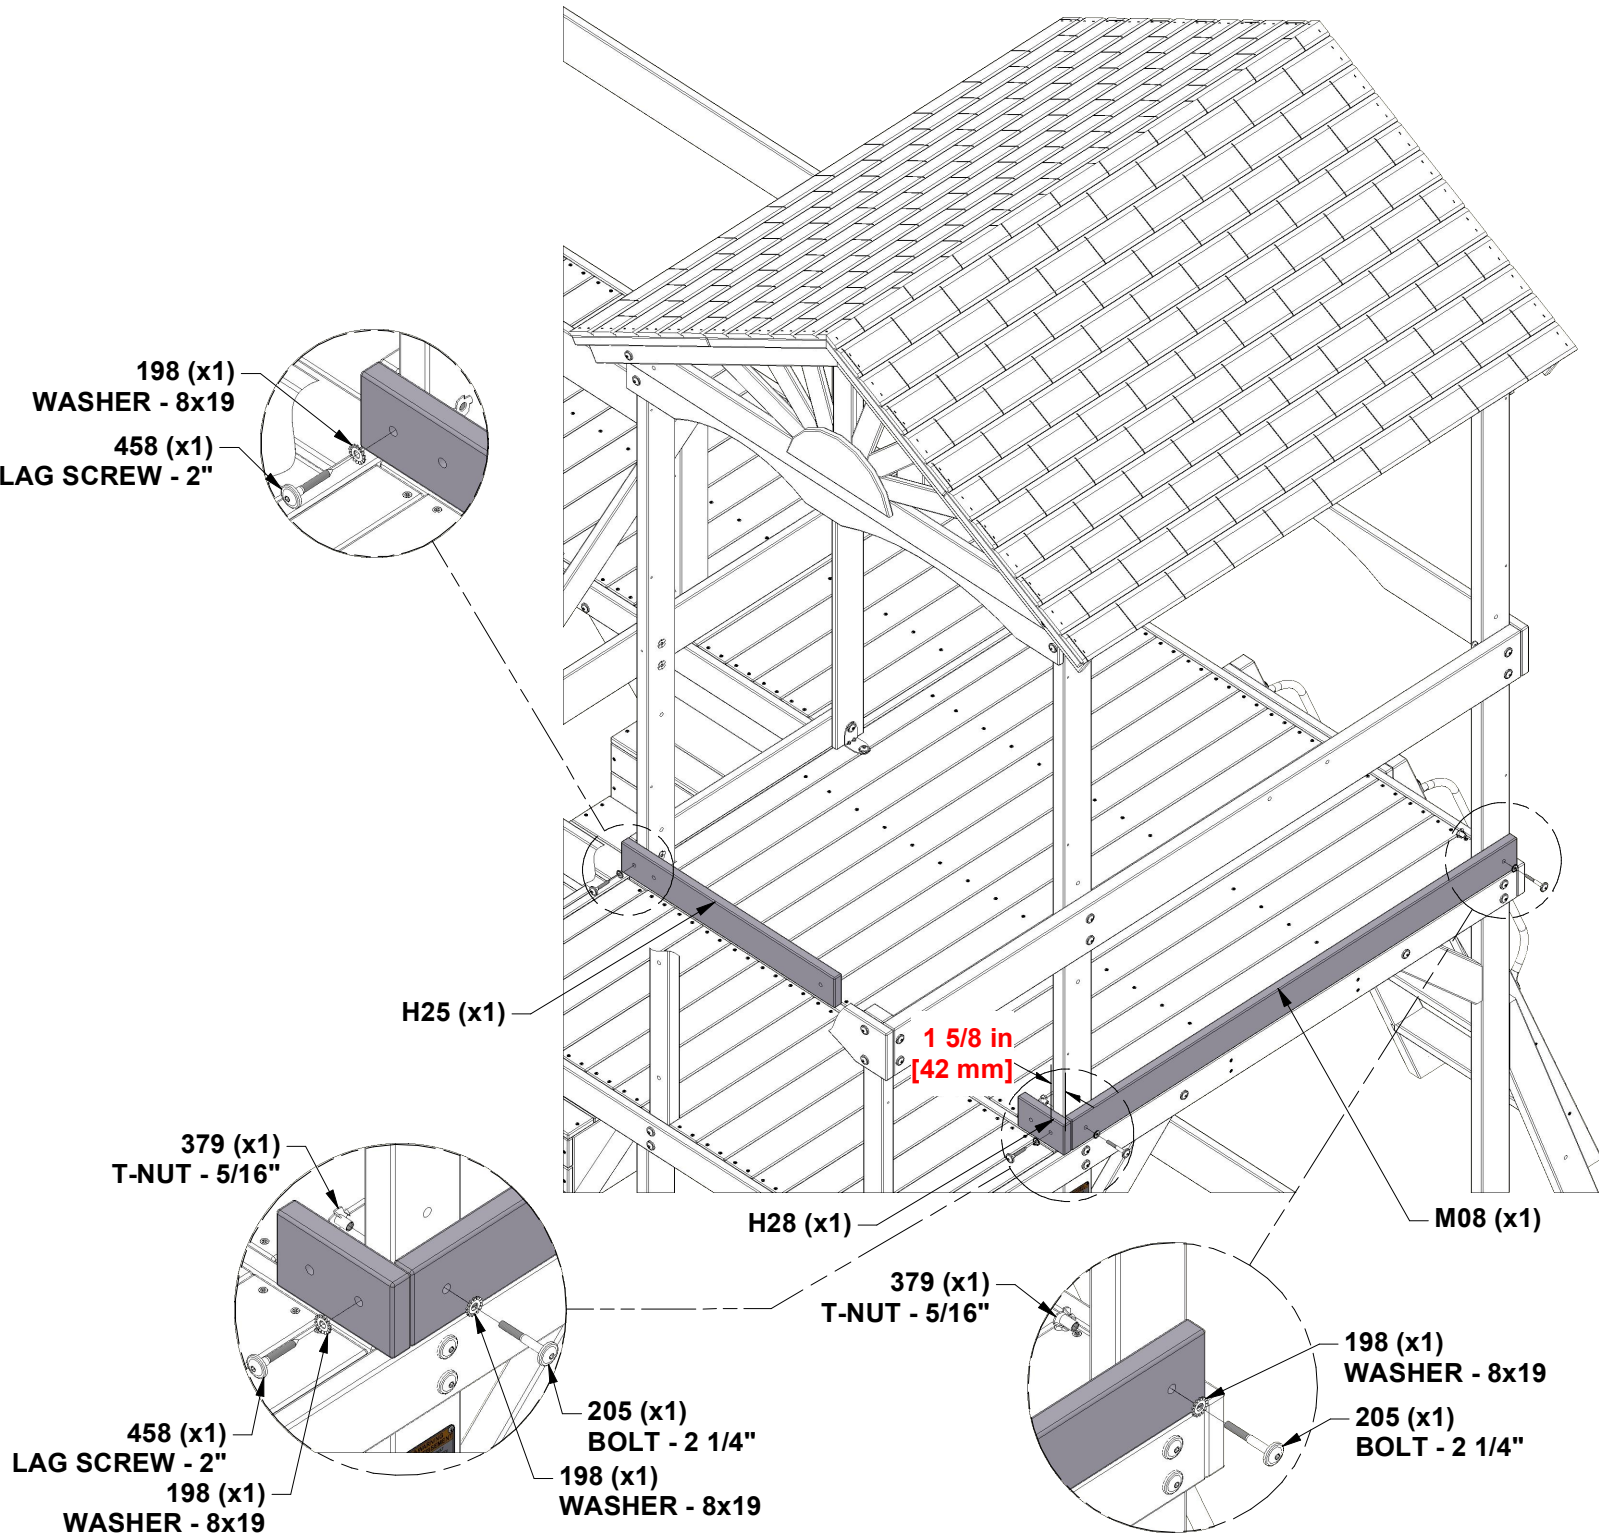 198 (x1)
WASHER - 8x19
458 (x1)
LAG SCREW - 2"
H25 (x1)
1 5/8 in
[42 mm]
379 (x1)
T-NUT - 5/16"
H28 (x1)
M08 (x1)
379 (x1)
T-NUT - 5/16"
198 (x1)
WASHER - 8x19
205 (x1)
BOLT - 2 1/4"
205 (x1)
BOLT - 2 1/4"
458 (x1)
LAG SCREW - 2"
198 (x1)
WASHER - 8x19
198 (x1)
WASHER - 8x19